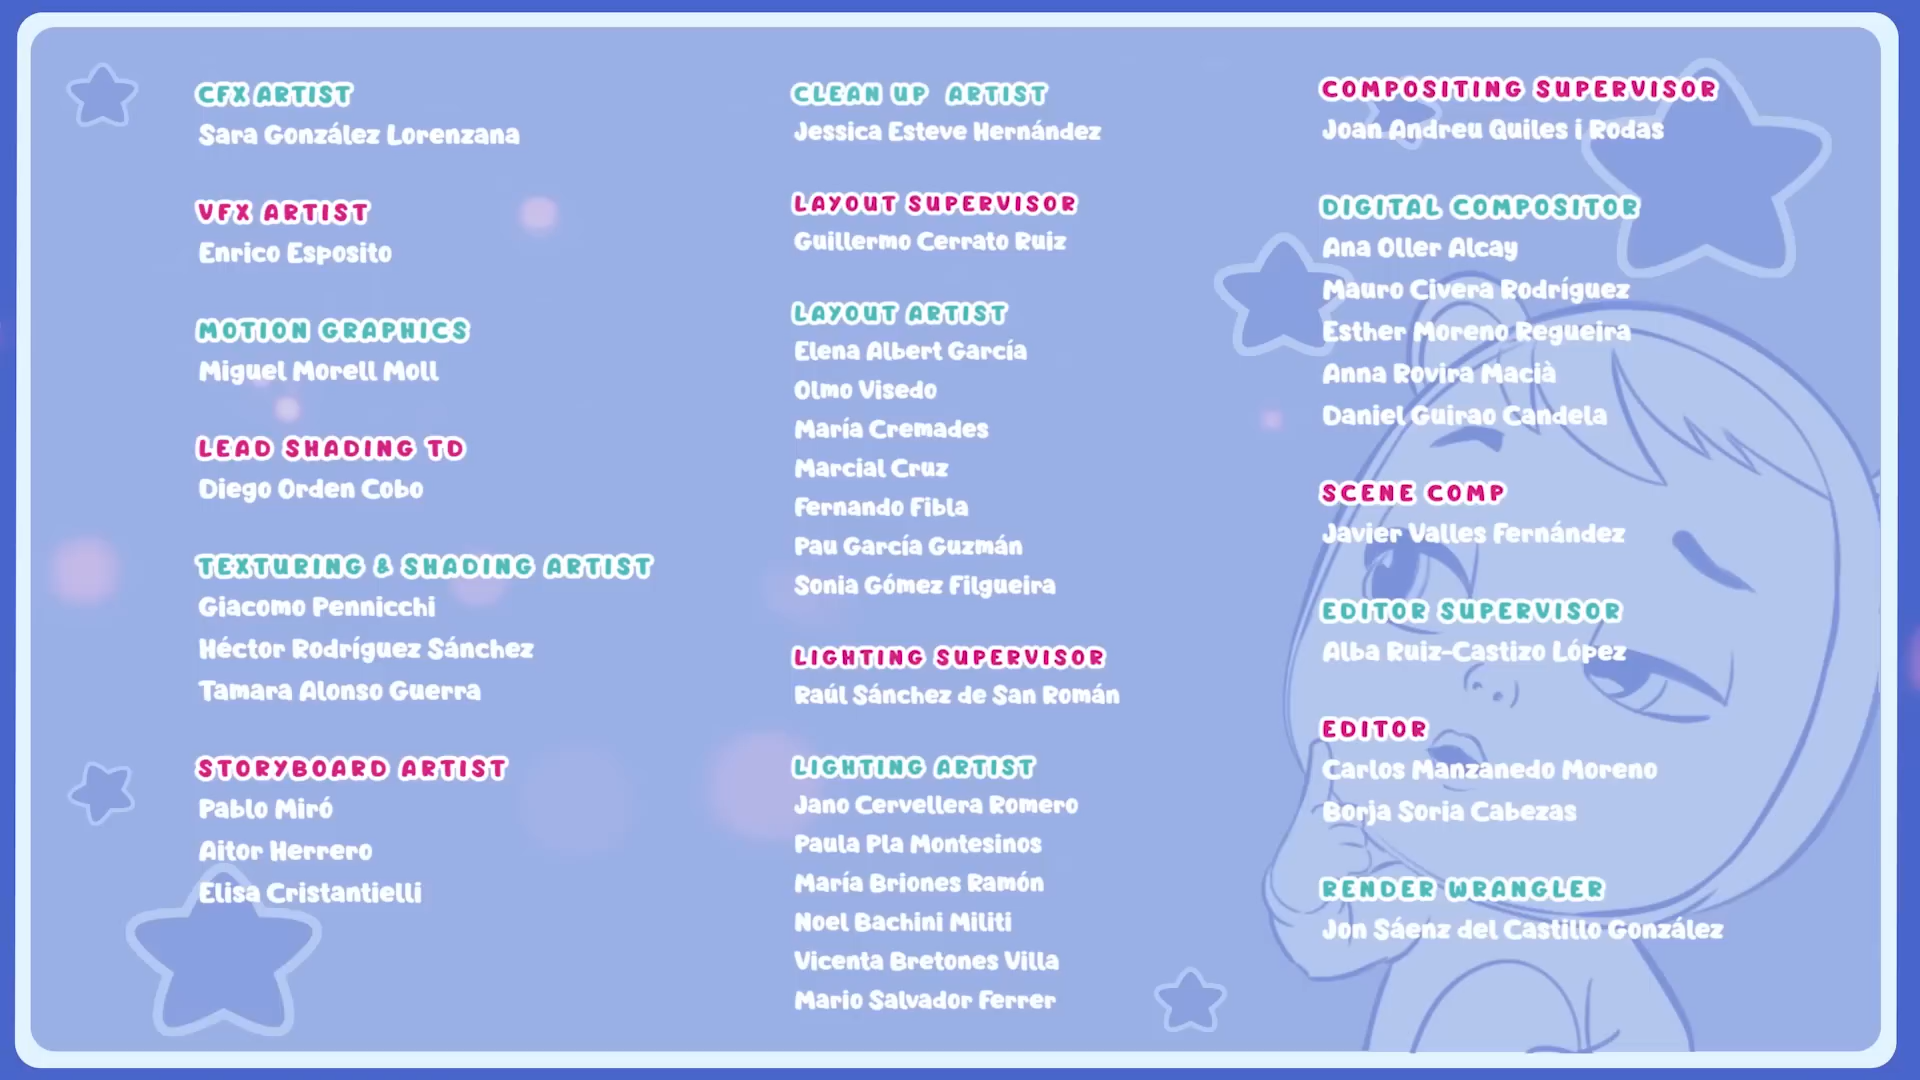 CFX ARTIST
Sara González Lorenzana
VFX ARTIST
Enrico Esposito
MOTION GRAPHICS
Miguel Morell Moll
LEAD SHADING TD
Diego Orden Cobo
TEXTURING & SHADING ARTIST
Giacomo Pennicchi
Héctor Rodríguez Sánchez
Tamara Alonso Guerra
STORYBOARD ARTIST
Pablo Miró
Aitor Herrero
Elisa Cristantielli
CLEAN UP ARTIST
Jessica Esteve Hernández
LAYOUT SUPERVISOR
Guillermo Cerrato Ruiz
LAYOUT ARTIST
Elena Albert García
Olmo Visedo
María Cremades
Marcial Cruz
Fernando Fibla
Pau García Guzmán
Sonia Gómez Filgueira
LIGHTING SUPERVISOR
Raúl Sánchez de San Román
LIGHTING ARTIST
Jano Cervellera Romero
Paula Pla Montesinos
María Briones Ramón
Noel Bachini Militi
Vicenta Bretones Villa
Mario Salvador Ferrer
COMPOSITING SUPERVISOR
Joan Andreu Quiles i Rodas
DIGITAL COMPOSITOR
Ana Oller Alcay
Mauro Civera Rodríguez
Esther Moreno Regueira
Anna Rovira Macià
Daniel Guirao Candela
SCENE COMP
Javier Valles Fernández
EDITOR SUPERVISOR
Alba Ruiz-Castizo López
EDITOR
Carlos Manzanedo Moreno
Borja Soria Cabezas
RENDER WRANGLER
Jon Sáenz del Castillo González